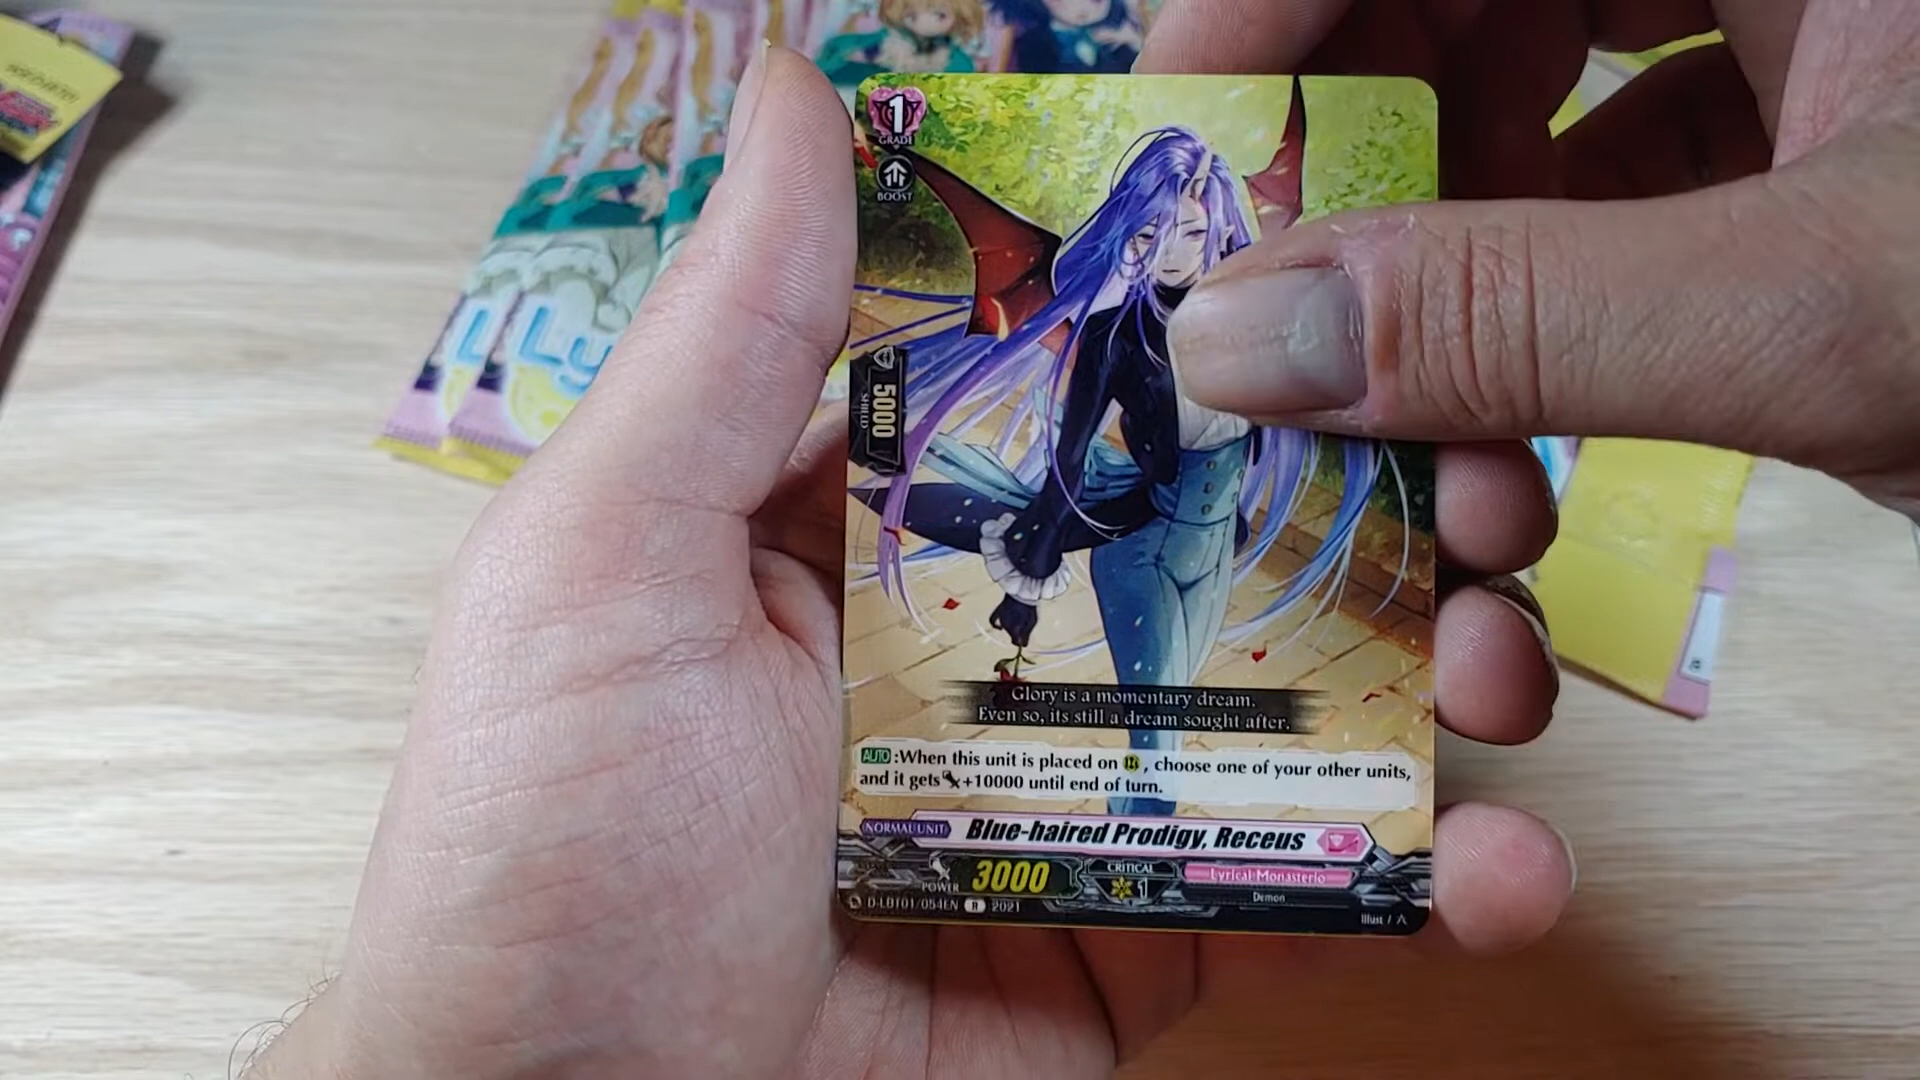 1
GRADE
BOOST
5000
SHIELD
Ly
Glory is a momentary dream.
Even so, its still a dream sought after.
AUTO:When this unit is placed on , choose one of your other units,
and it gets +10000 until end of turn.
NORMAL UNIT
Blue-haired Prodigy, Receus
POWER
3000
CRITICAL
1
Lyrical Monasterio
Demon
D-LBT01/054EN R 2021
Illust / 六